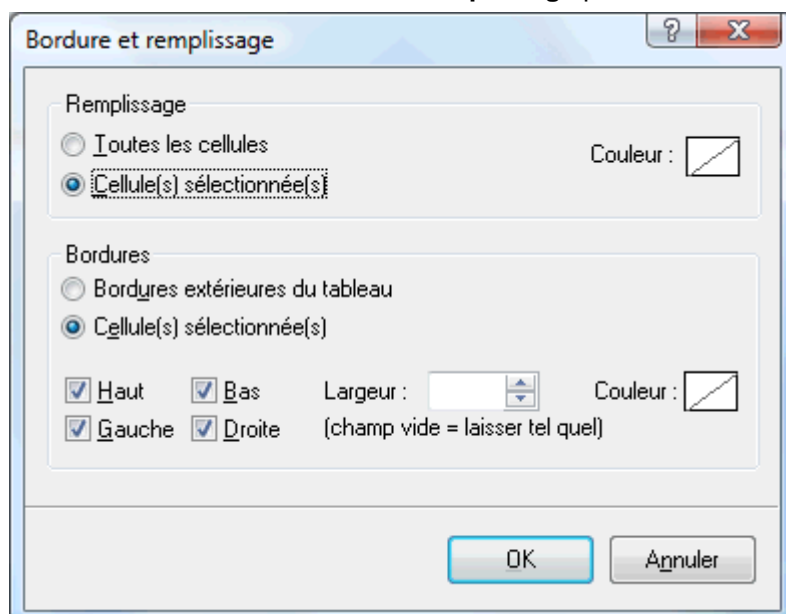 Bordure et remplissage
Remplissage
Toutes les cellules
Couleur :
Cellule(s) sélectionnée(s)
Bordures
Bordures extérieures du tableau
Cellule(s) sélectionnée(s)
Haut Bas Largeur : Couleur :
Gauche Droite (champ vide = laisser tel quel)
OK Annuler